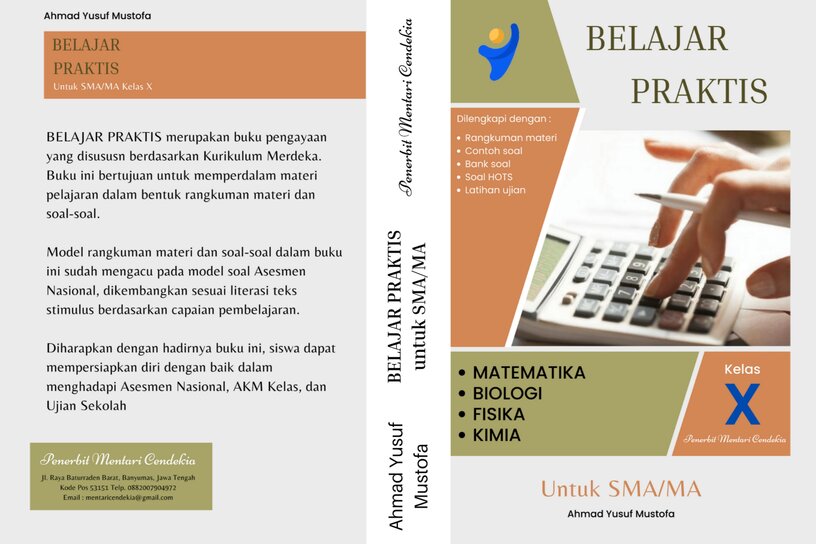 Ahmad Yusuf Mustofa
BELAJAR
PRAKTIS
Untuk SMA/MA Kelas X
BELAJAR PRAKTIS merupakan buku pengayaan
yang disususn berdasarkan Kurikulum Merdeka.
Buku ini bertujuan untuk memperdalam materi
pelajaran dalam bentuk rangkuman materi dan
soal-soal.
Model rangkuman materi dan soal-soal dalam buku
ini sudah mengacu pada model soal Asesmen
Nasional, dikembangkan sesuai literasi teks
stimulus berdasarkan capaian pembelajaran.
Diharapkan dengan hadirnya buku ini, siswa dapat
mempersiapkan diri dengan baik dalam
menghadapi Asesmen Nasional, AKM Kelas, dan
Ujian Sekolah
Penerbit Mentari Cendekia
Jl. Raya Baturraden Barat, Banyumas, Jawa Tengah
Kode Pos 53151 Telp. 0882007904972
Email : mentaricendekia@gmail.com
Penerbit Mentari Cendekia
BELAJAR PRAKTIS
untuk SMA/MA
Ahmad Yusuf
Mustofa
BELAJAR
PRAKTIS
Dilengkapi dengan :
• Rangkuman materi
• Contoh soal
• Bank soal
• Soal HOTS
• Latihan ujian
• MATEMATIKA
• BIOLOGI
• FISIKA
• KIMIA
Kelas
X
Penerbit Mentari Cendekia
Untuk SMA/MA
Ahmad Yusuf Mustofa